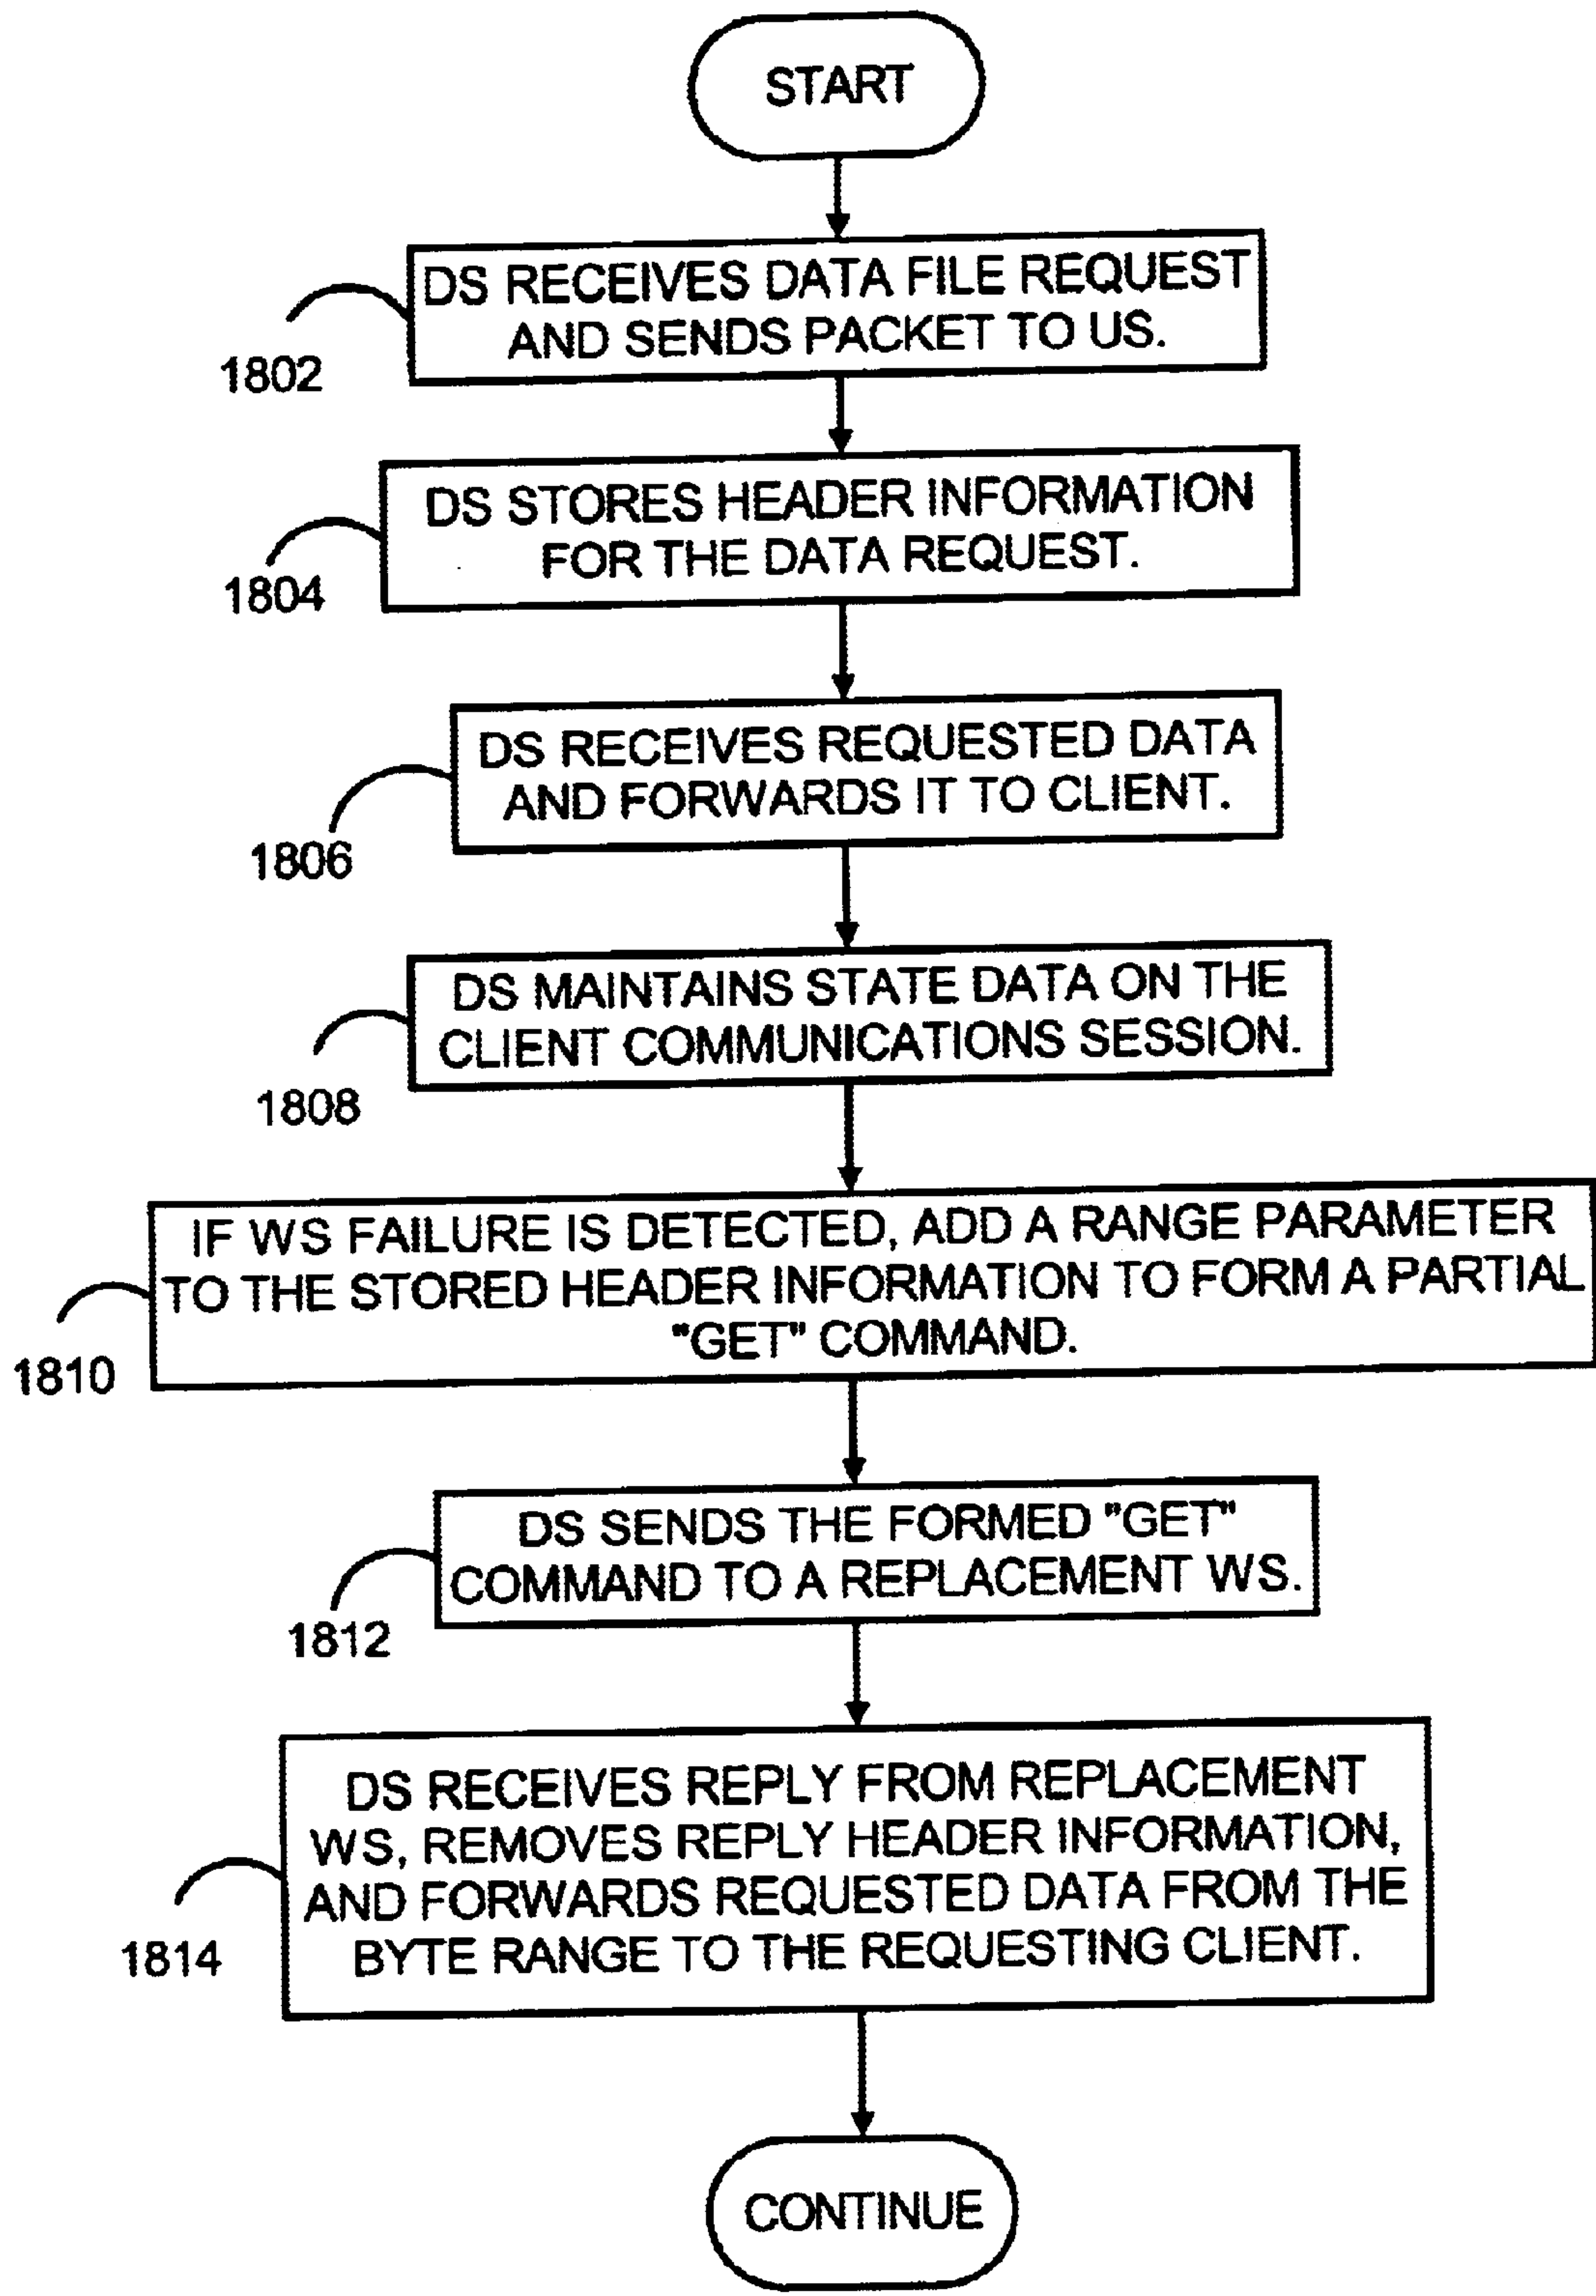 START
DS RECEIVES DATA FILE REQUEST
AND SENDS PACKET TO US.
1802
DS STORES HEADER INFORMATION
FOR THE DATA REQUEST.
1804
DS RECEIVES REQUESTED DATA
AND FORWARDS IT TO CLIENT.
1806
DS MAINTAINS STATE DATA ON THE
CLIENT COMMUNICATIONS SESSION.
1808
IF WS FAILURE IS DETECTED, ADD A RANGE PARAMETER
TO THE STORED HEADER INFORMATION TO FORM A PARTIAL
"GET" COMMAND.
1810
DS SENDS THE FORMED "GET"
COMMAND TO A REPLACEMENT WS.
1812
DS RECEIVES REPLY FROM REPLACEMENT
WS, REMOVES REPLY HEADER INFORMATION,
AND FORWARDS REQUESTED DATA FROM THE
BYTE RANGE TO THE REQUESTING CLIENT.
1814
CONTINUE